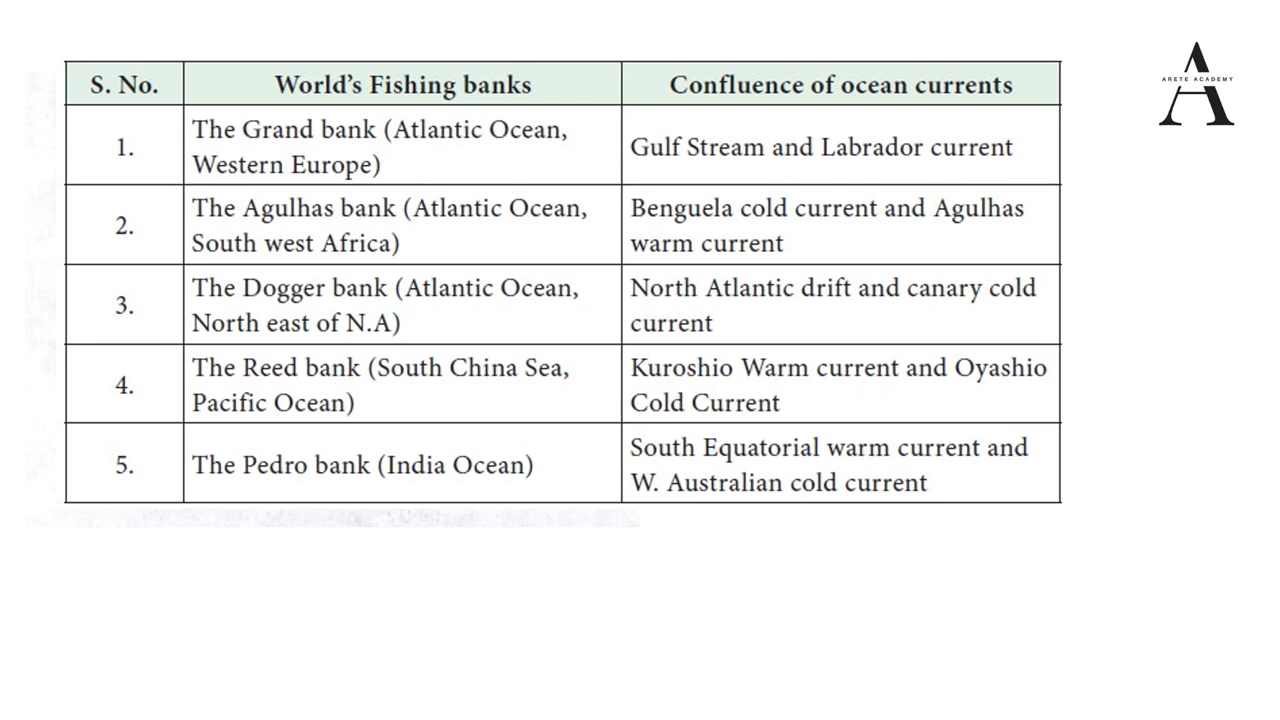 S. No. World's Fishing banks Confluence of ocean currents
1. The Grand bank (Atlantic Ocean,
Western Europe) Gulf Stream and Labrador current
2. The Agulhas bank (Atlantic Ocean,
South west Africa) Benguela cold current and Agulhas
warm current
3. The Dogger bank (Atlantic Ocean,
North east of N.A) North Atlantic drift and canary cold
current
4. The Reed bank (South China Sea,
Pacific Ocean) Kuroshio Warm current and Oyashio
Cold Current
5. The Pedro bank (India Ocean) South Equatorial warm current and
W. Australian cold current
ARETE ACADEMY